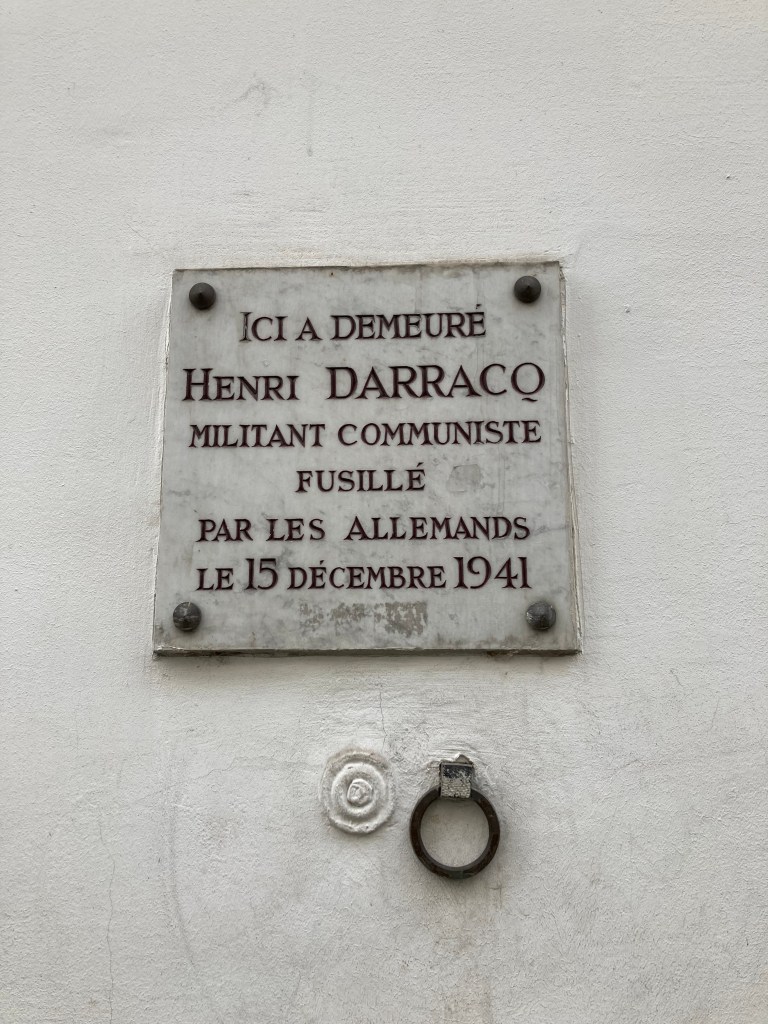 ICI A DEMEURÉ
HENRI DARRACQ
MILITANT COMMUNISTE
FUSILLÉ
PAR LES ALLEMANDS
LE 15 DÉCEMBRE 1941